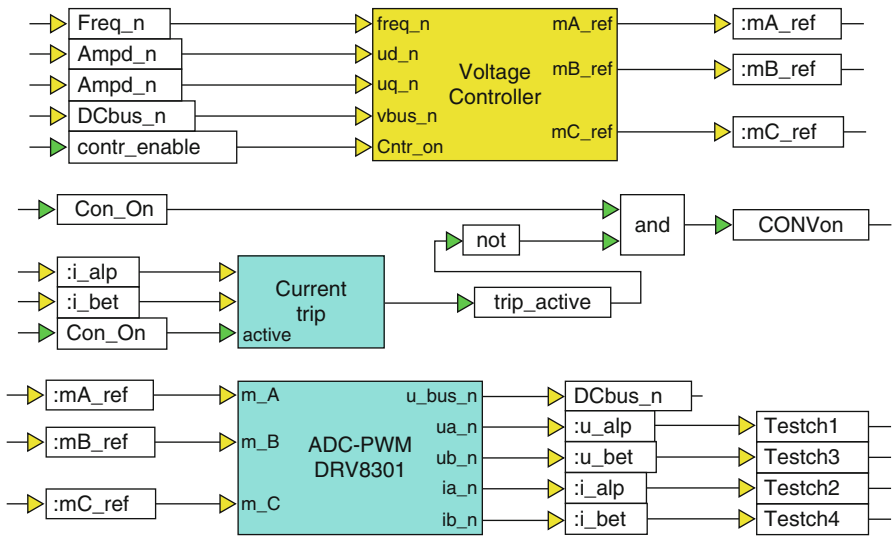 Freq_n freq_n mA_ref :mA_ref
Ampd_n ud_n
Voltage
Controller
mB_ref :mB_ref
Ampd_n uq_n
DCbus_n vbus_n
mC_ref :mC_ref
contr_enable Cntr_on
Con_On and CONVon
not
:i_alp
Current
trip
:i_bet trip_active
Con_On active
:mA_ref m_A u_bus_n DCbus_n
ua_n :u_alp Testch1
:mB_ref m_B ADC-PWM
DRV8301
ub_n :u_bet Testch3
ia_n :i_alp Testch2
:mC_ref m_C
ib_n :i_bet Testch4